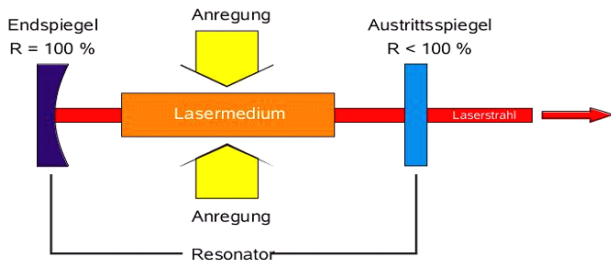 Endspiegel
R = 100 %
Anregung
Austrittsspiegel
R < 100 %
Lasermedium
Laserstrahl
Anregung
Resonator